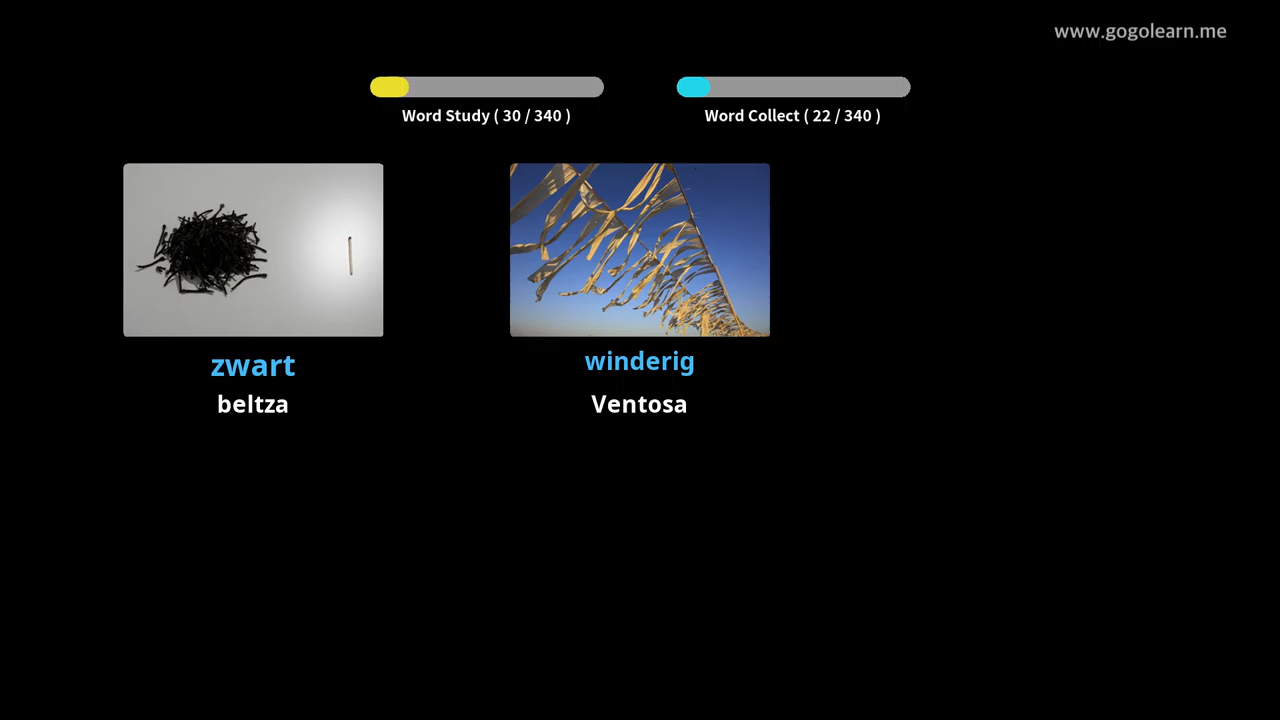 www.gogolearn.me
Word Study ( 30 / 340 )
Word Collect ( 22 / 340 )
zwart
winderig
beltza
Ventosa